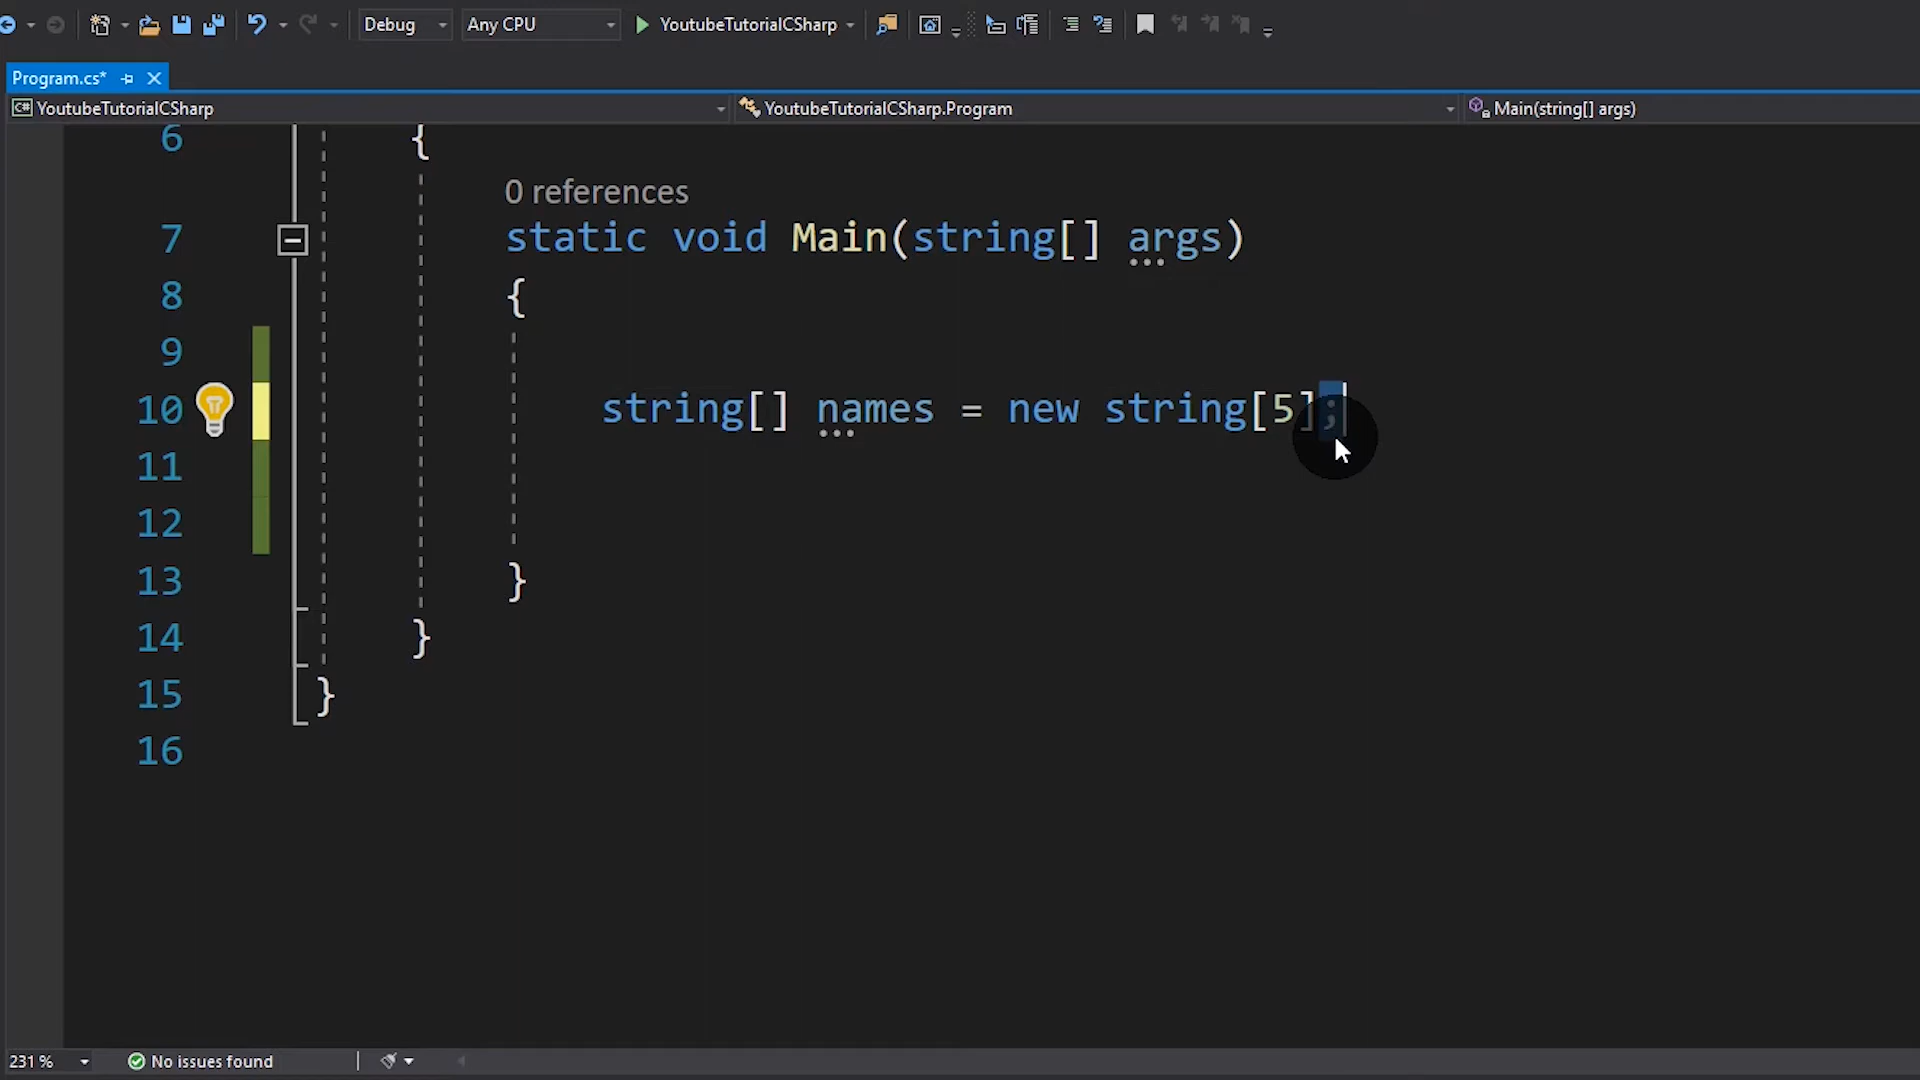 Debug Any CPU YoutubeTutorialCSharp
Program.cs*
C# YoutubeTutorialCSharp YoutubeTutorialCSharp.Program Main(string[] args)
6 {
0 references
7 static void Main(string[] args)
8 {
9
10 string[] names = new string[5];
11
12
13 }
14 }
15 }
16
231 % No issues found